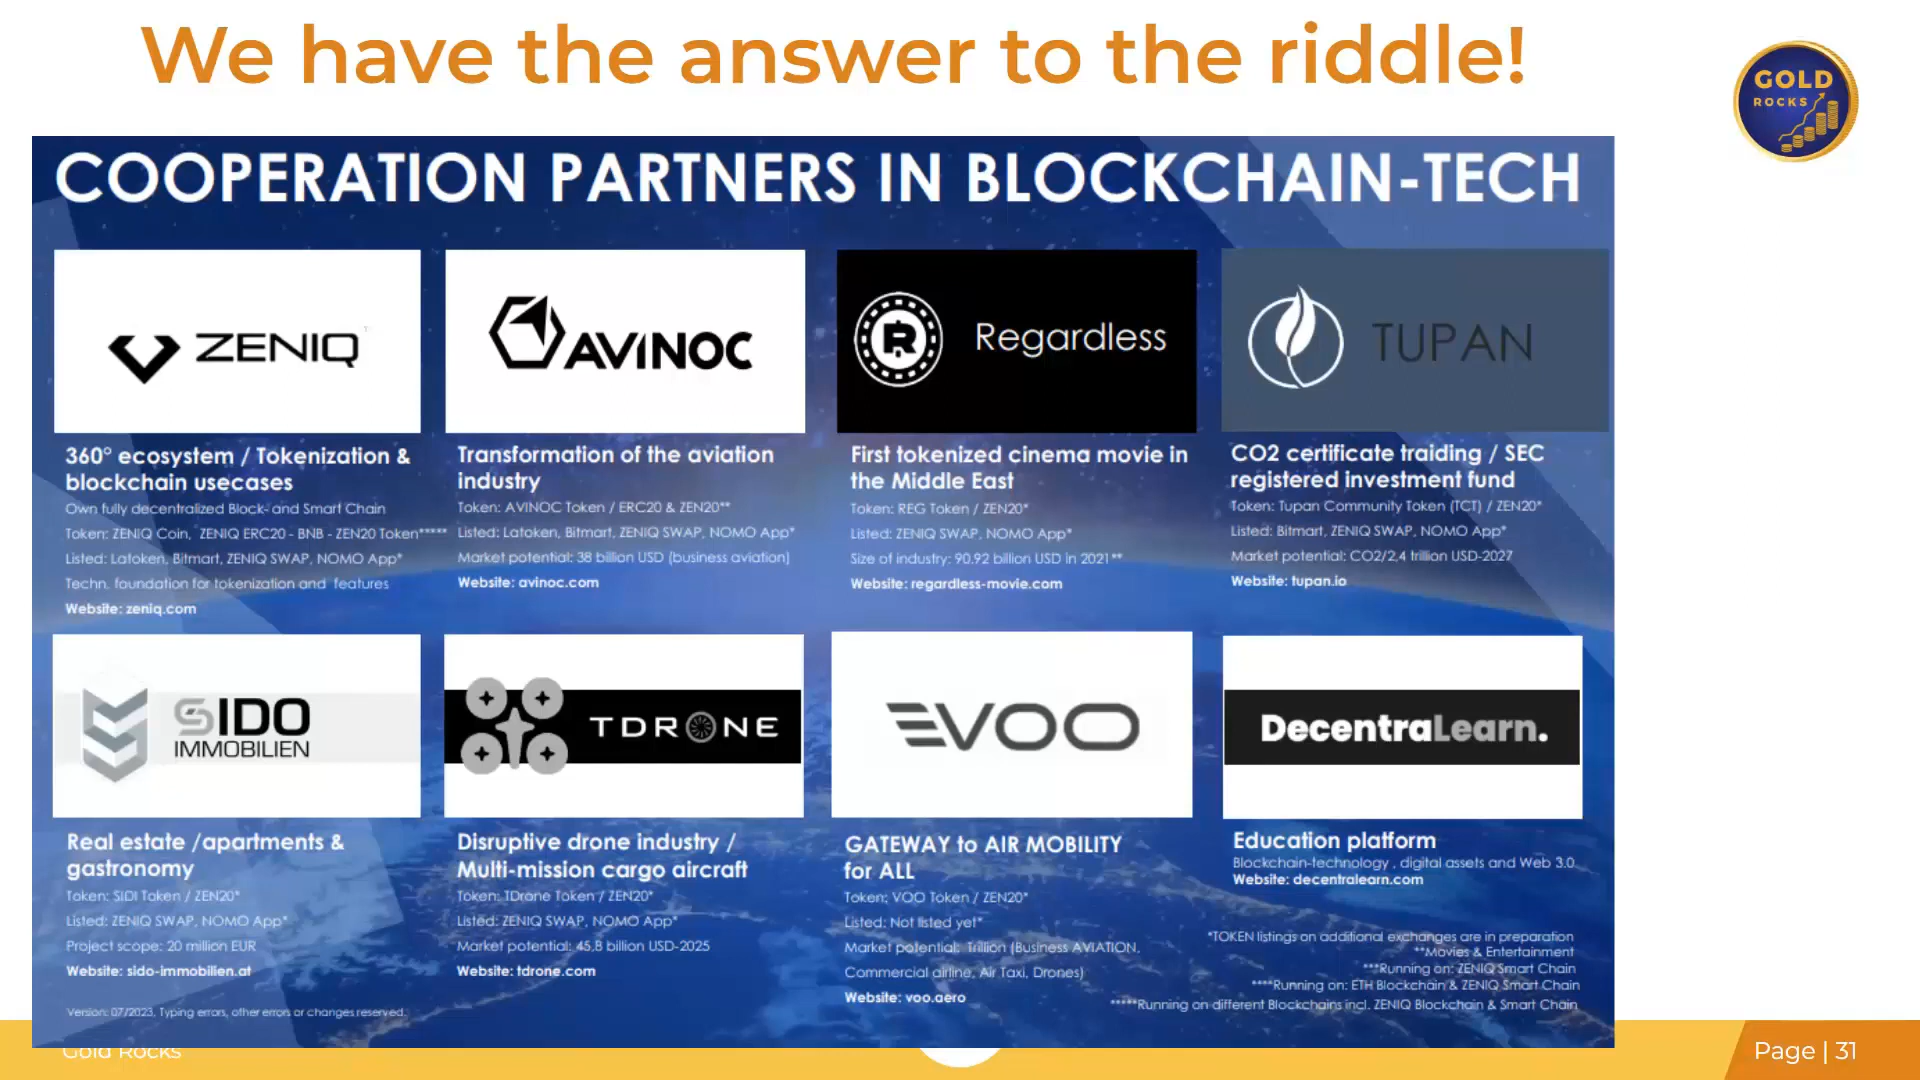 We have the answer to the riddle!
GOLD
ROCKS
COOPERATION PARTNERS IN BLOCKCHAIN-TECH
ZENIQ
AVINOC
Regardless
TUPAN
360° ecosystem / Tokenization &
blockchain usecases
Own fully decentralized Block- and Smart Chain
Token: ZENIQ Coin, ZENIQ ERC20 - BNB - ZEN20 Token*****
Listed: Latoken, Bitmart, ZENIQ SWAP, NOMO App*
Techn. foundation for tokenization and features
Website: zeniq.com
Transformation of the aviation
industry
Token: AVINOC Token / ERC20 & ZEN20**
Listed: Latoken, Bitmart, ZENIQ SWAP, NOMO App*
Market potential: 38 billion USD (business aviation)
Website: avinoc.com
First tokenized cinema movie in
the Middle East
Token: REG Token / ZEN20*
Listed: ZENIQ SWAP, NOMO App*
Size of industry: 90.92 billion USD in 2021**
Website: regardless-movie.com
CO2 certificate traiding / SEC
registered investment fund
Token: Tupan Community Token (TCT) / ZEN20*
Listed: Bitmart, ZENIQ SWAP, NOMO App*
Market potential: CO2/2,4 trillion USD-2027
Website: tupan.io
SIDO
IMMOBILIEN
TDRONE
EVOO
DecentraLearn.
Real estate /apartments &
gastronomy
Token: SIDI Token / ZEN20*
Listed: ZENIQ SWAP, NOMO App*
Project scope: 20 million EUR
Website: sido-immobilien.at
Disruptive drone industry /
Multi-mission cargo aircraft
Token: TDrone Token / ZEN20*
Listed: ZENIQ SWAP, NOMO App*
Market potential: 45,8 billion USD-2025
Website: tdrone.com
GATEWAY to AIR MOBILITY
for ALL
Token: VOO Token / ZEN20*
Listed: Not listed yet*
Market potential: Trillion (Business AVIATION,
Commercial airline, Air Taxi, Drones)
Website: voo.aero
Education platform
Blockchain-technology , digital assets and Web 3.0
Website: decentralearn.com
*TOKEN listings on additional exchanges are in preparation
**Movies & Entertainment
***Running on: ZENIQ Smart Chain
****Running on: ETH Blockchain & ZENIQ Smart Chain
*****Running on different Blockchains incl. ZENIQ Blockchain & Smart Chain
Version: 07/2023, Typing errors, other errors or changes reserved.
Gold Rocks
Page | 31